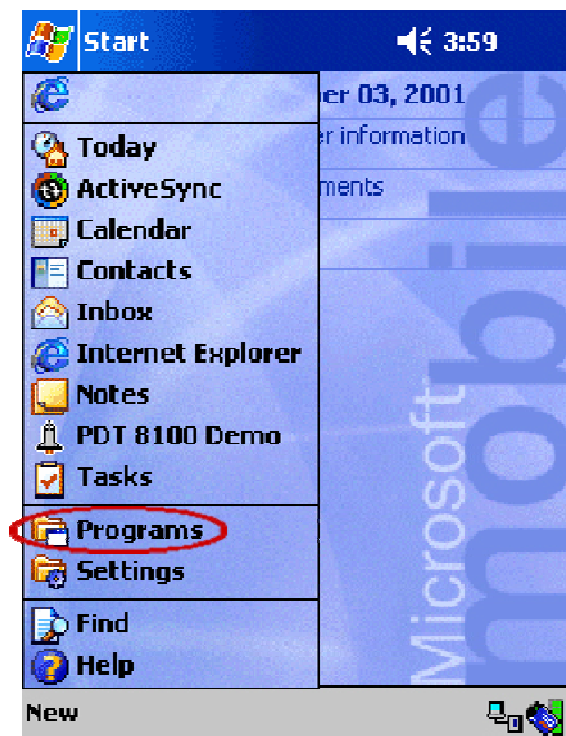 Start 3:59
er 03, 2001
Today
r information
ActiveSync
ments
Calendar
Contacts
Inbox
Internet Explorer
Notes
PDT 8100 Demo
Tasks
Programs
Settings
Find
Help
Microsoft
mobile
New